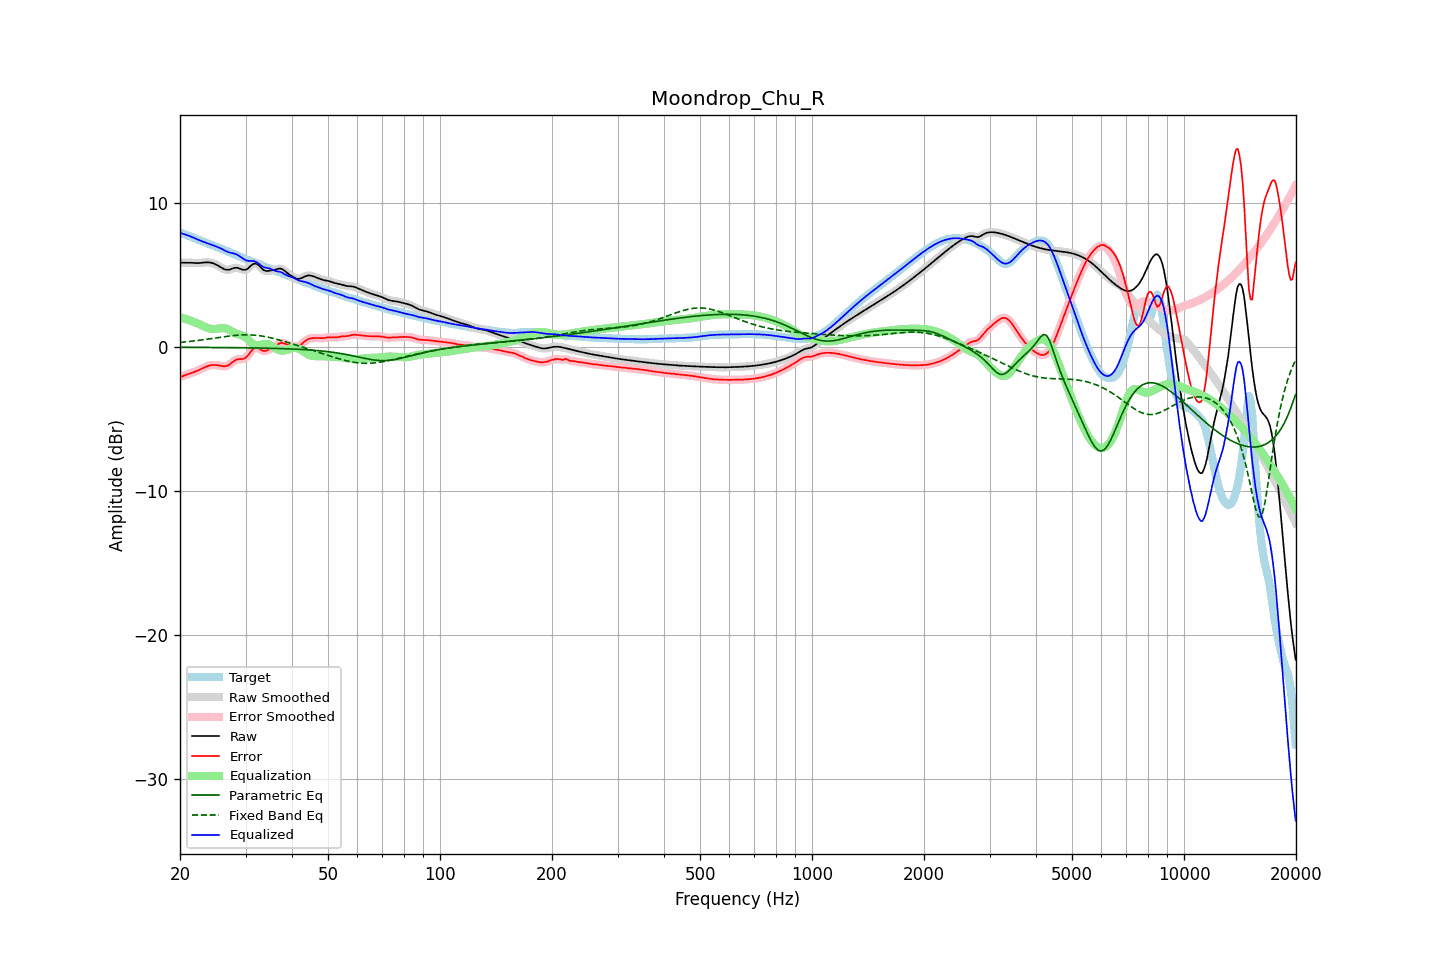 Moondrop_Chu_R
Amplitude (dBr)
10
0
−10
−20
−30
Target
Raw Smoothed
Error Smoothed
Raw
Error
Equalization
Parametric Eq
Fixed Band Eq
Equalized
20 50 100 200 500 1000 2000 5000 10000 20000
Frequency (Hz)